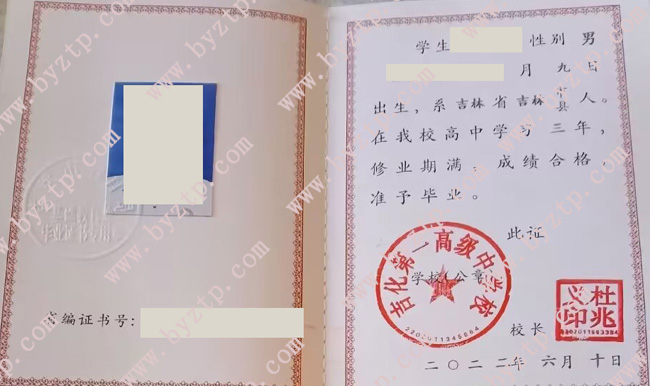 编证书号：
学生 性别 男
月 九 日
出生，系吉林省吉林市县人。
在我校高中学习 三 年，
修业期满，成绩合格，
准予毕业。
此证
学校（公章）
吉化第一高级中学校
校长
杜兆义印
二〇二二年 六 月 十 日
www.byztp.com